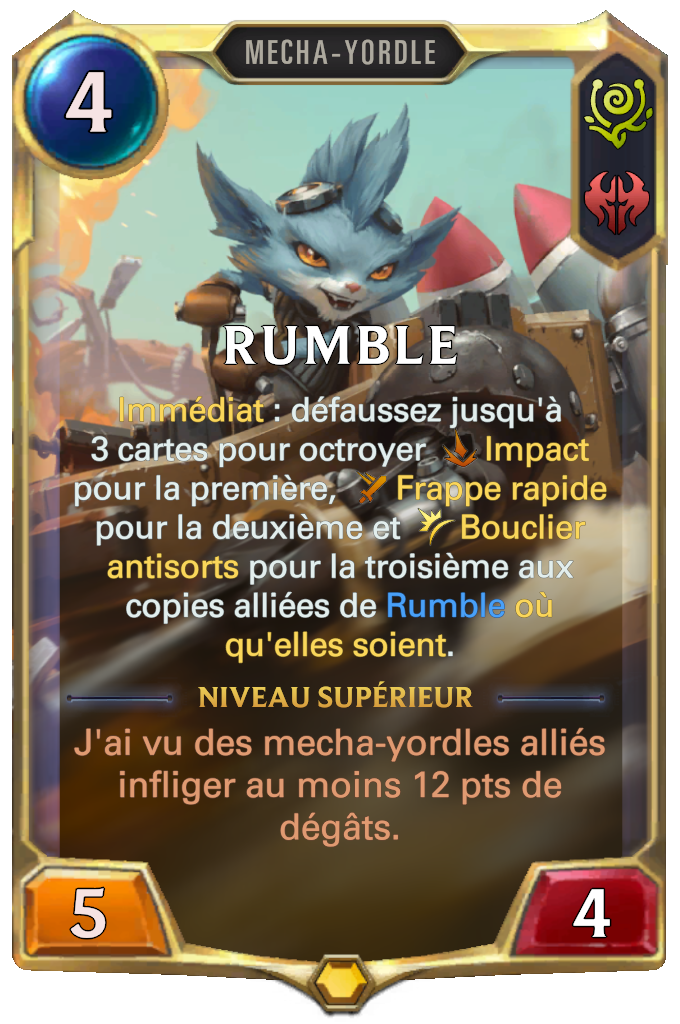 MECHA-YORDLE
4
RUMBLE
Immédiat : défaussez jusqu'à
3 cartes pour octroyer Impact
pour la première, Frappe rapide
pour la deuxième et Bouclier
antisorts pour la troisième aux
copies alliées de Rumble où
qu'elles soient.
NIVEAU SUPÉRIEUR
J'ai vu des mecha-yordles alliés
infliger au moins 12 pts de
dégâts.
5
4